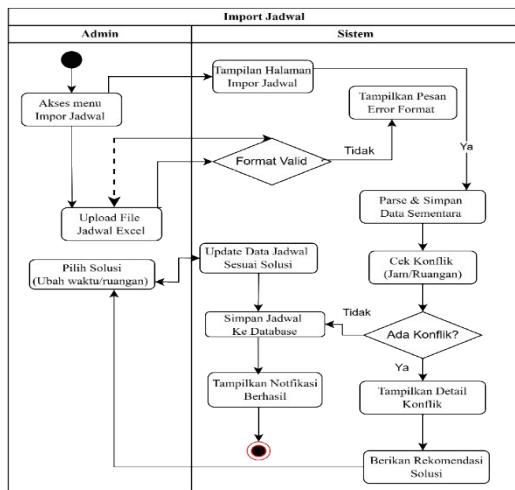 Import Jadwal
Admin
Sistem
Tampilan Halaman
Impor Jadwal
Akses menu
Impor Jadwal
Tampilkan Pesan
Error Format
Tidak
Ya
Format Valid
Upload File
Jadwal Excel
Parse & Simpan
Data Sementara
Pilih Solusi
(Ubah waktu/ruangan)
Update Data Jadwal
Sesuai Solusi
Cek Konflik
(Jam/Ruangan)
Tidak
Simpan Jadwal
Ke Database
Ada Konflik?
Ya
Tampilkan Notfikasi
Berhasil
Tampilkan Detail
Konflik
Berikan Rekomendasi
Solusi